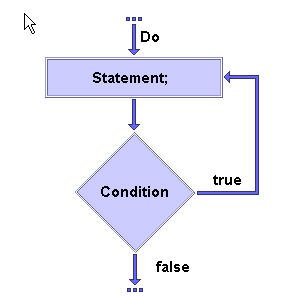 Do
Statement;
Condition
true
false